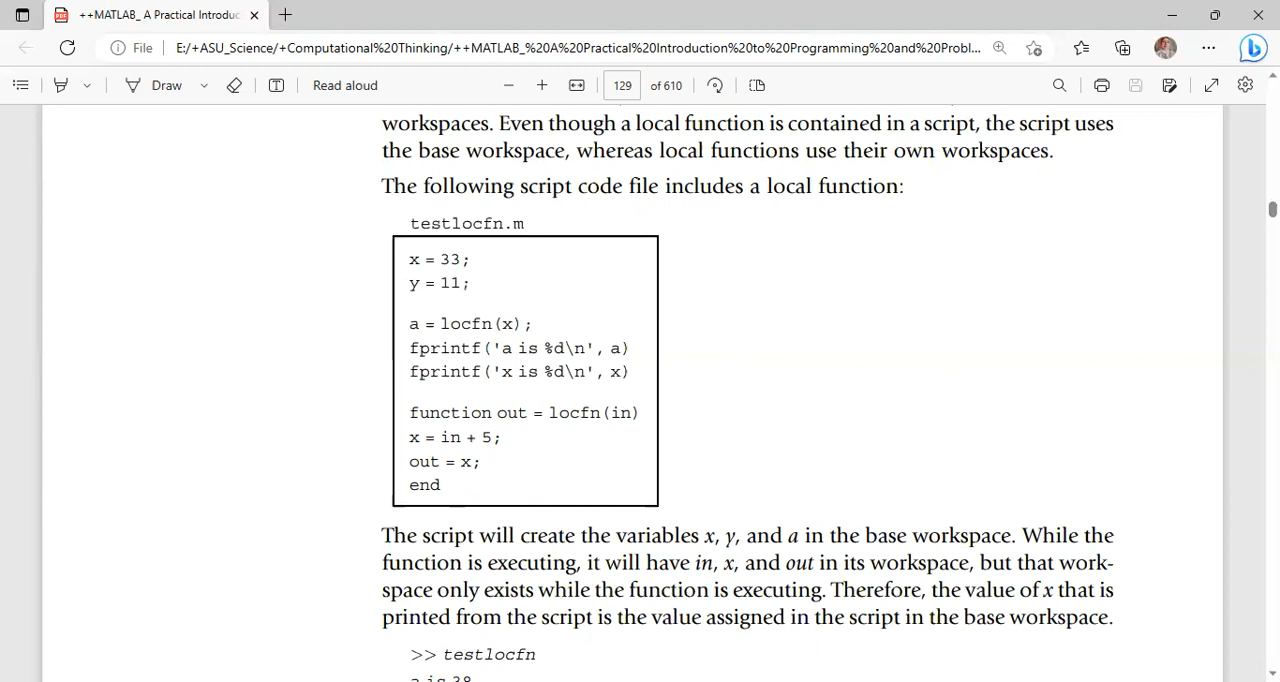 ++MATLAB_ A Practical Introduc
File E:/+ASU_Science/+Computational%20Thinking/++MATLAB_%20A%20Practical%20Introduction%20to%20Programming%20and%20Probl...
Draw Read aloud 129 of 610
workspaces. Even though a local function is contained in a script, the script uses
the base workspace, whereas local functions use their own workspaces.
The following script code file includes a local function:
testlocfn.m
x = 33;
y = 11;
a = locfn(x);
fprintf('a is %d\n', a)
fprintf('x is %d\n', x)
function out = locfn(in)
x = in + 5;
out = x;
end
The script will create the variables x, y, and a in the base workspace. While the
function is executing, it will have in, x, and out in its workspace, but that work-
space only exists while the function is executing. Therefore, the value of x that is
printed from the script is the value assigned in the script in the base workspace.
>> testlocfn
a is 38